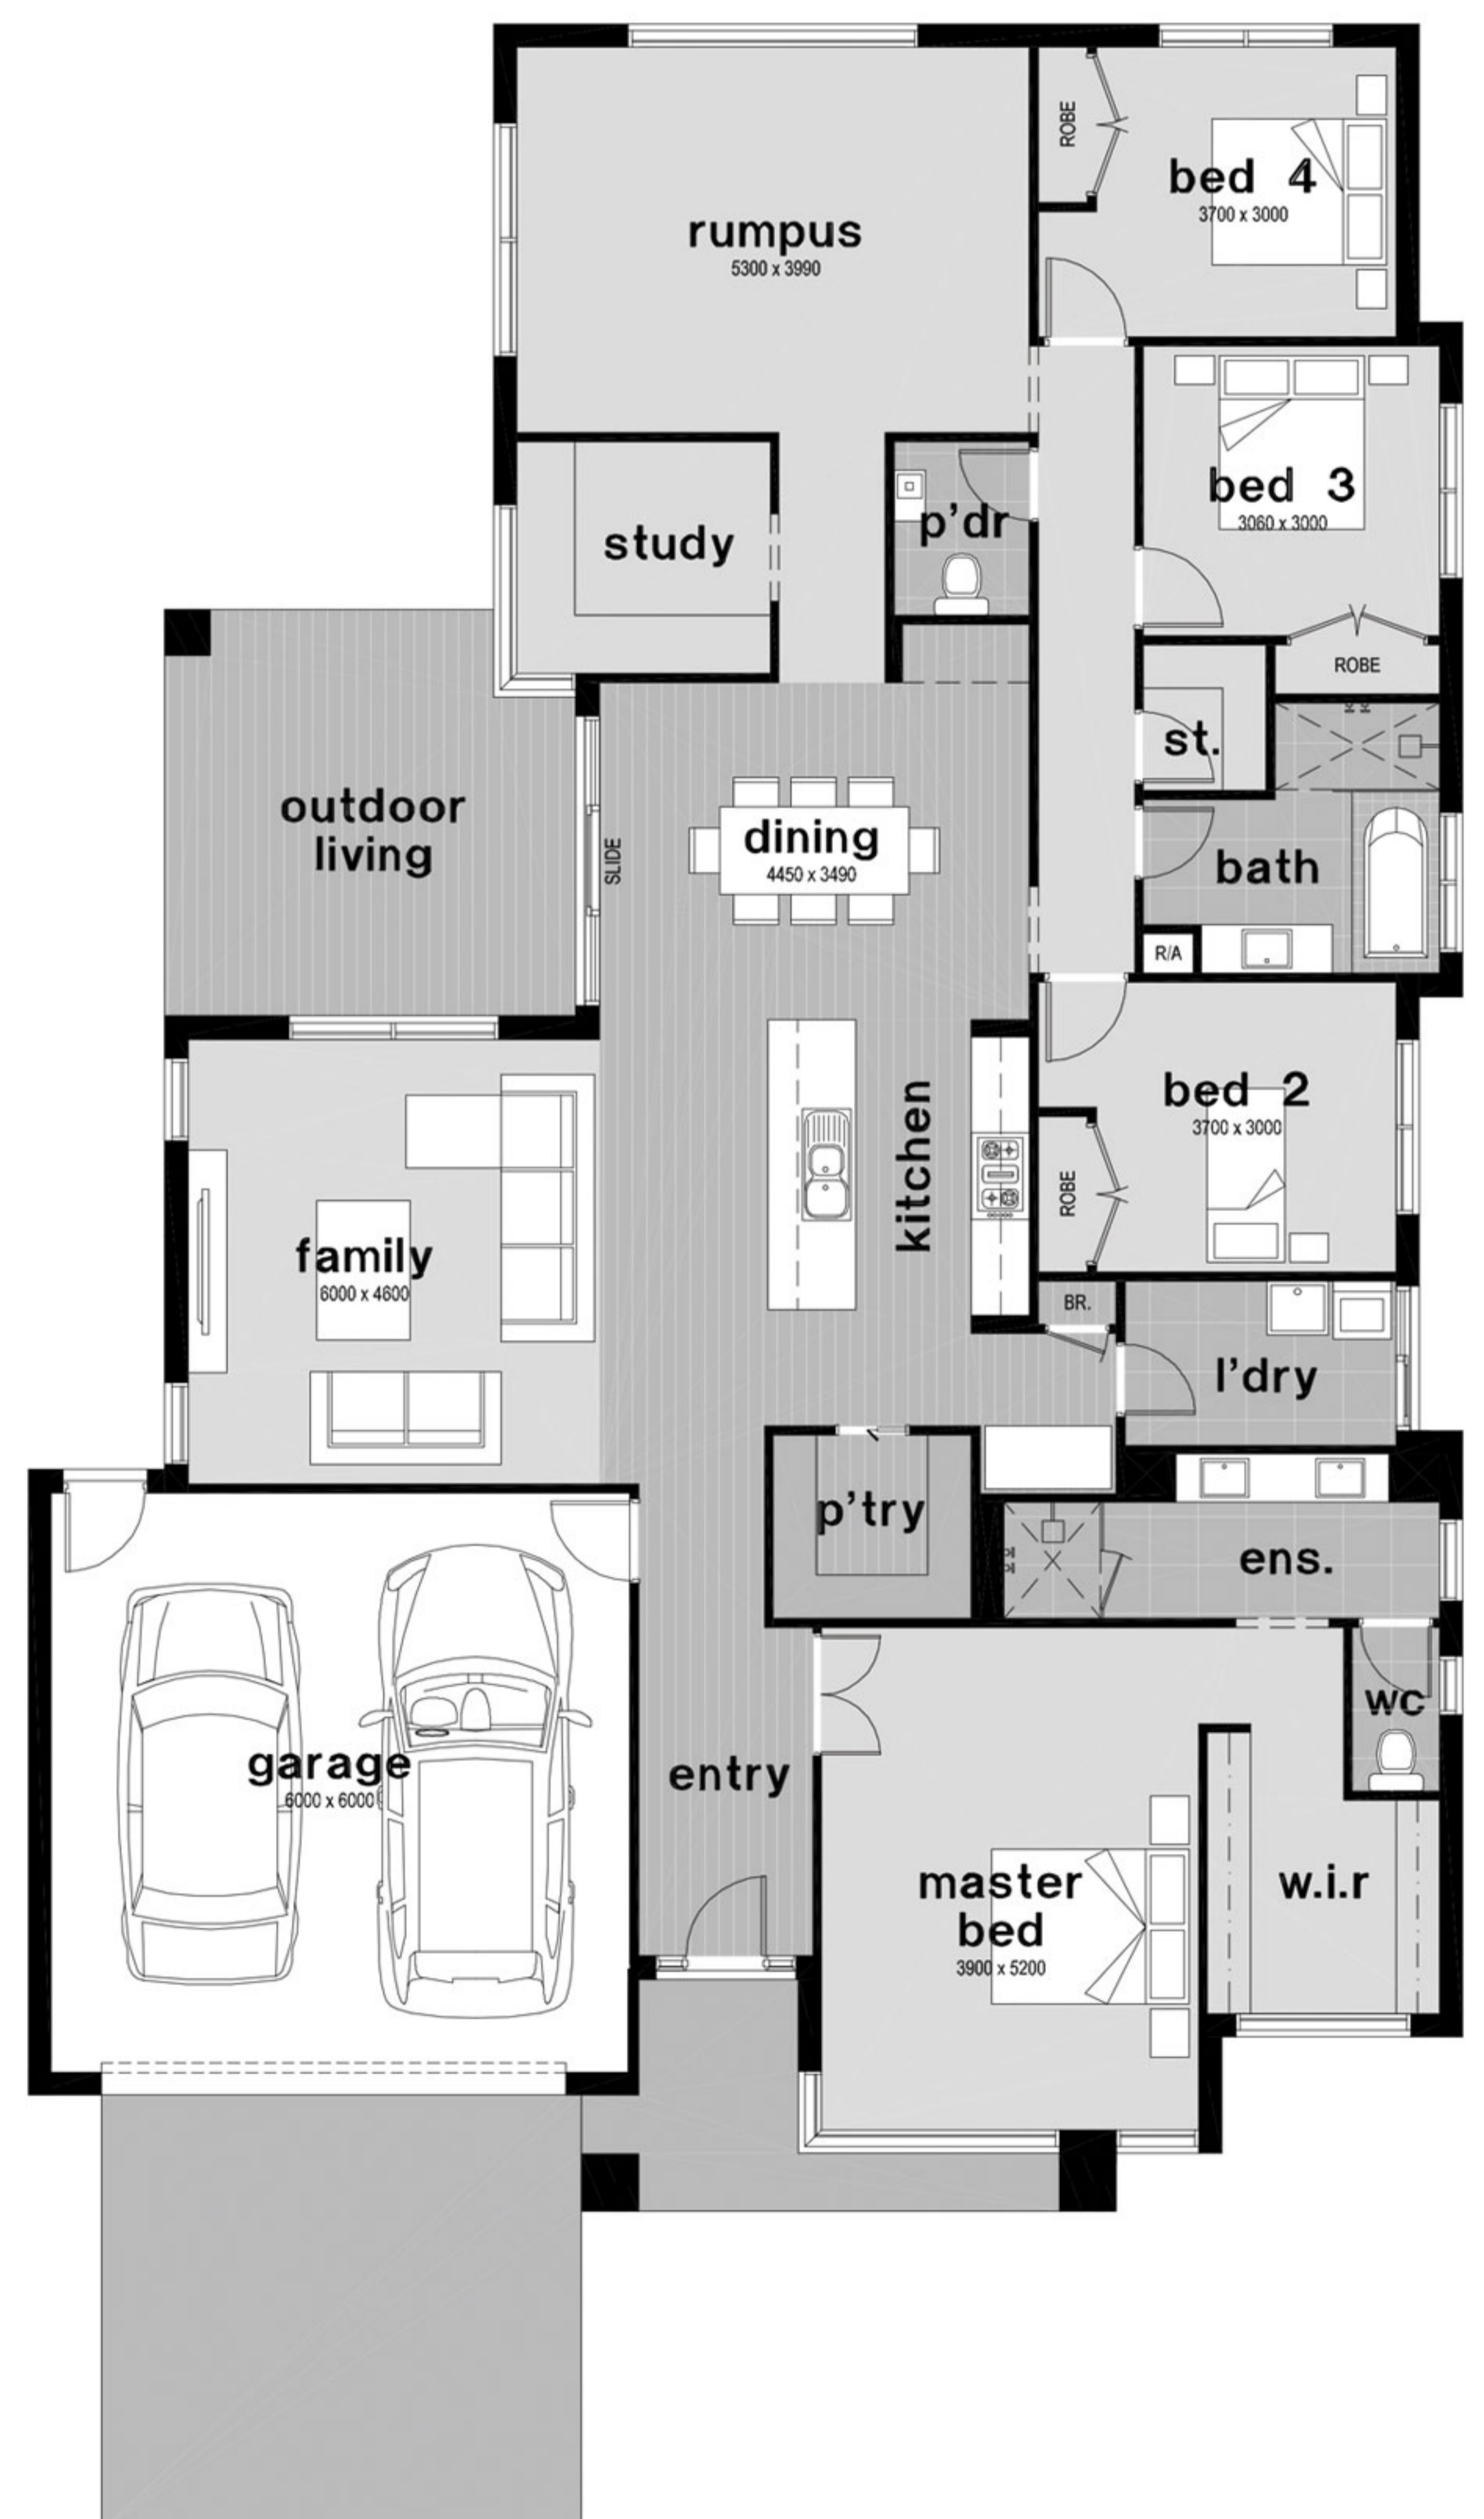 ROBE
bed 4
3700 x 3000
rumpus
5300 x 3990
bed 3
3060 x 3000
p'dr
study
ROBE
st.
outdoor
living
SLIDE
dining
4450 x 3490
bath
R/A
bed 2
3700 x 3000
kitchen
ROBE
family
6000 x 4600
BR.
l'dry
p'try
ens.
wc
garage
6000 x 6000
entry
master
bed
3900 x 5200
w.i.r